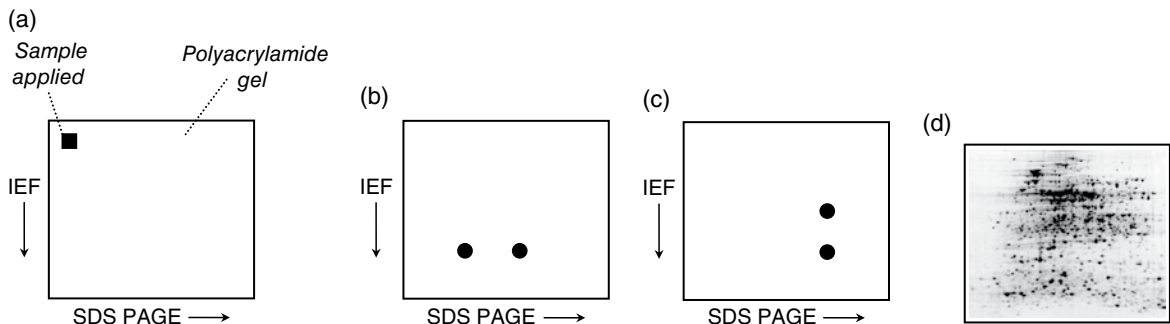 (a)
Sample
applied
Polyacrylamide
gel
IEF
SDS PAGE
(b)
IEF
SDS PAGE
(c)
IEF
SDS PAGE
(d)